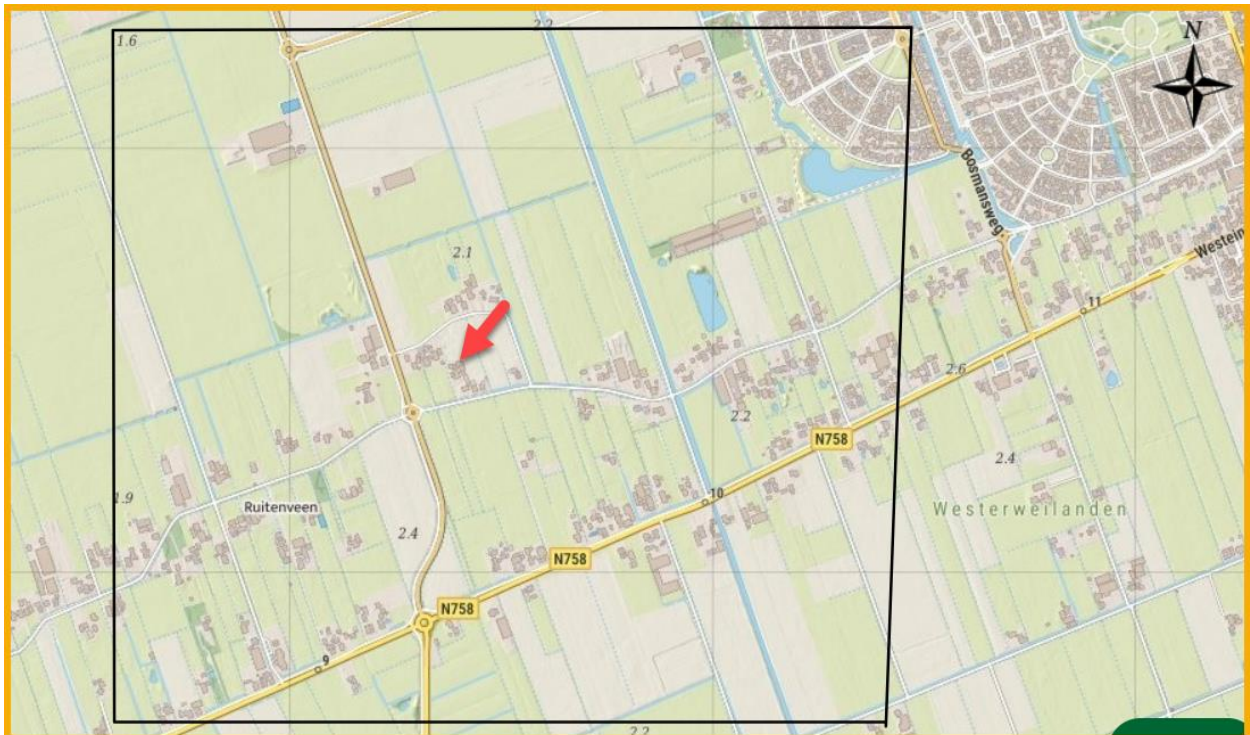 2.2
N
1.6
Bosmansweg
2.1
Westein
11
2.6
2.2
N758
2.4
10
1.9
Ruitenveen
Westerweilanden
2.4
N758
N758
9
2.2